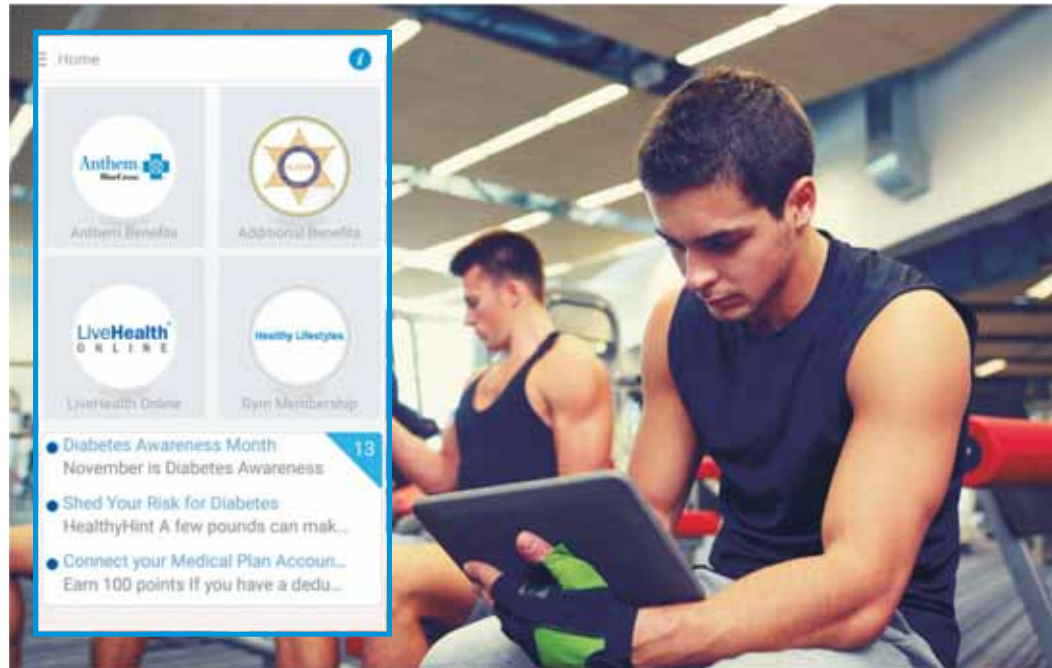 Home
i
Anthem
BlueCross
Anthem Benefits
Additional Benefits
LiveHealth®
ONLINE
LiveHealth Online
Healthy Lifestyles
Gym Membership
13
Diabetes Awareness Month
November is Diabetes Awareness
Shed Your Risk for Diabetes
HealthyHint A few pounds can mak...
Connect your Medical Plan Accoun...
Earn 100 points If you have a dedu...